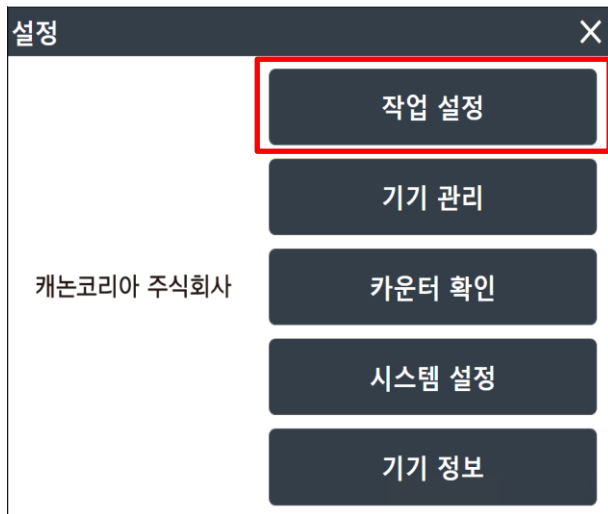 설정
작업 설정
기기 관리
캐논코리아 주식회사
카운터 확인
시스템 설정
기기 정보